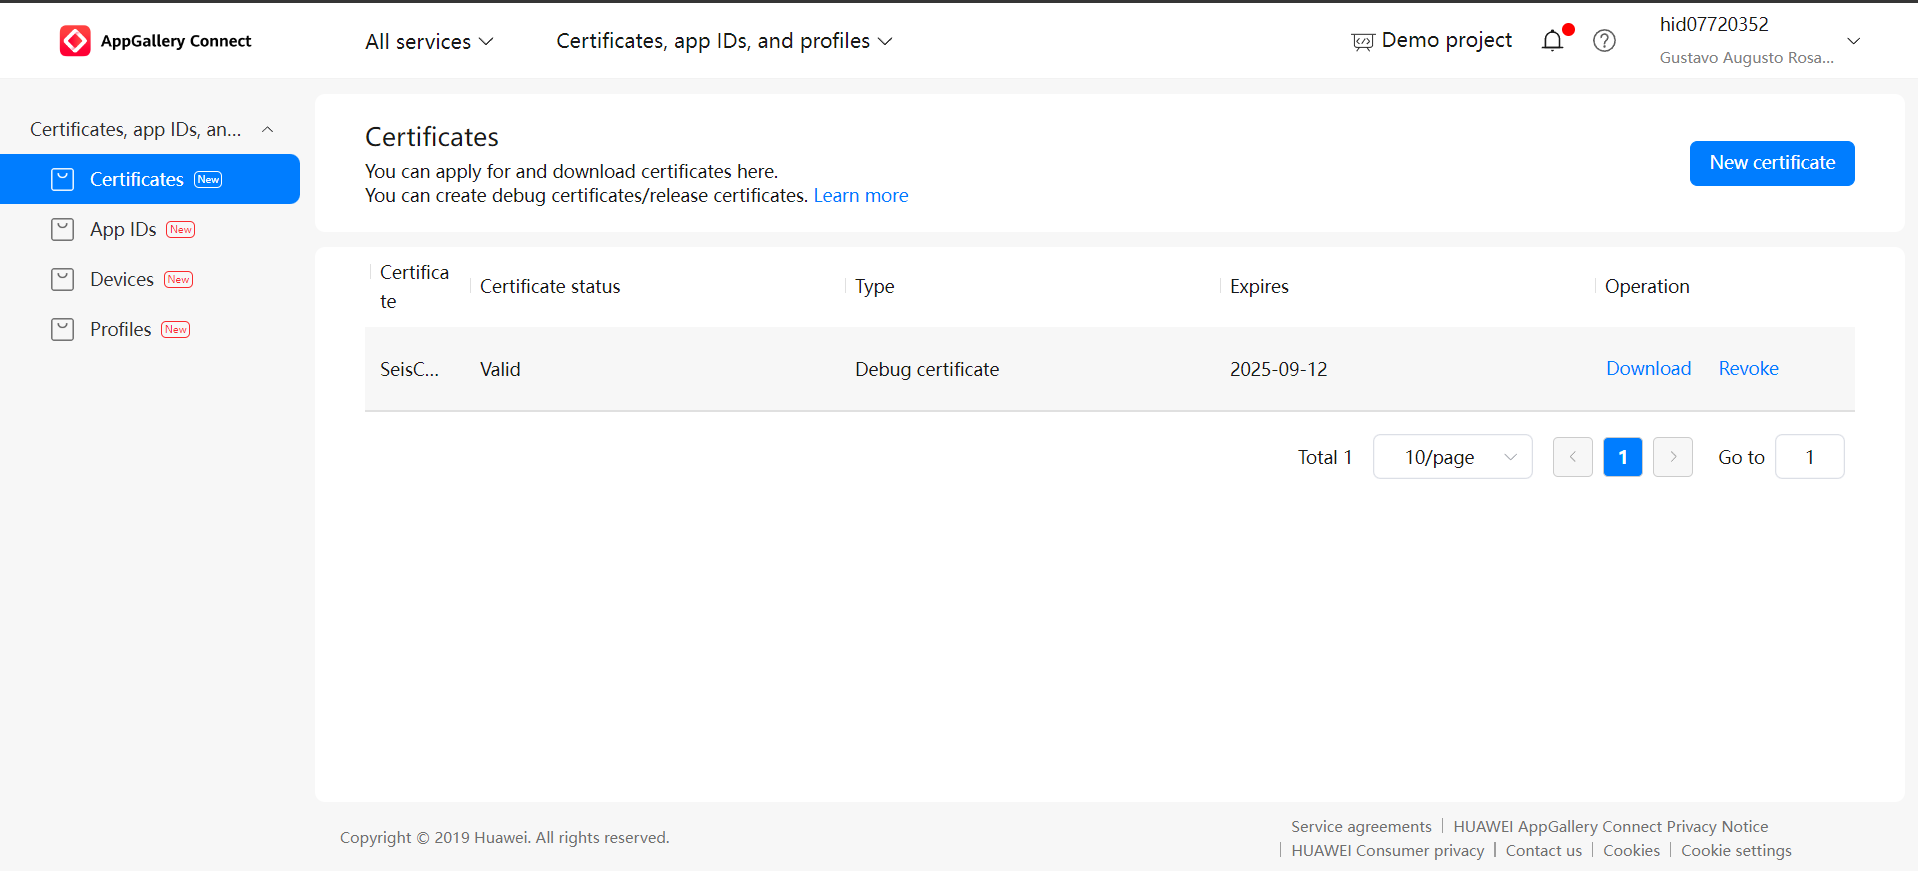 AppGallery Connect
All services
Certificates, app IDs, and profiles
Demo project
hid07720352
Gustavo Augusto Rosa...
Certificates, app IDs, an...
Certificates New
App IDs New
Devices New
Profiles New
Certificates
You can apply for and download certificates here.
You can create debug certificates/release certificates. Learn more
New certificate
Certifica
te
Certificate status
Type
Expires
Operation
SeisC...
Valid
Debug certificate
2025-09-12
Download
Revoke
Total 1
10/page
1
Go to
1
Copyright © 2019 Huawei. All rights reserved.
Service agreements
HUAWEI AppGallery Connect Privacy Notice
HUAWEI Consumer privacy
Contact us
Cookies
Cookie settings